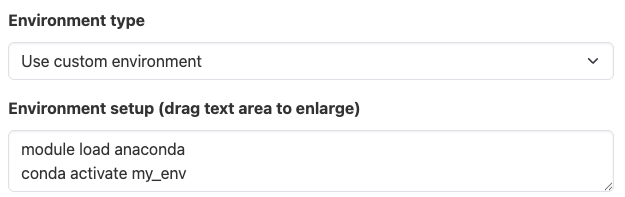 Environment type
Use custom environment
Environment setup (drag text area to enlarge)
module load anaconda
conda activate my_env